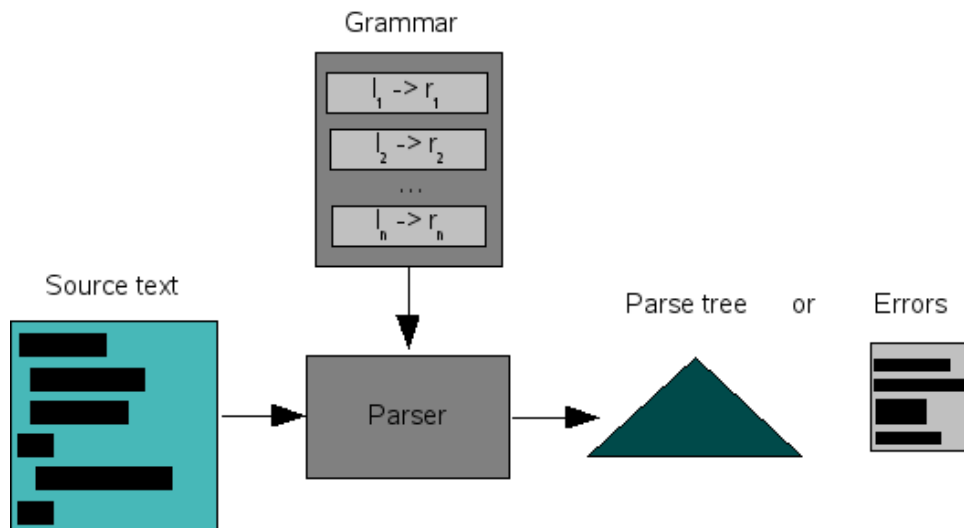 Grammar
l₁ -> r₁
l₂ -> r₂
...
lₙ -> rₙ
Source text
Parse tree or Errors
Parser